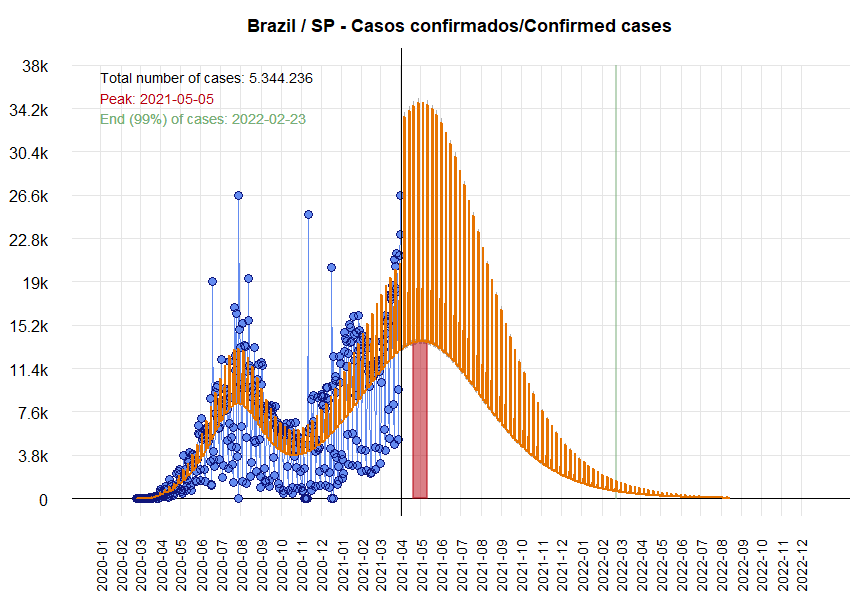 Brazil / SP - Casos confirmados/Confirmed cases
38k
Total number of cases: 5.344.236
Peak: 2021-05-05
34.2k
End (99%) of cases: 2022-02-23
30.4k
26.6k
22.8k
19k
15.2k
11.4k
7.6k
3.8k
0
2020-01
2020-02
2020-03
2020-04
2020-05
2020-06
2020-07
2020-08
2020-09
2020-10
2020-11
2020-12
2021-01
2021-02
2021-03
2021-04
2021-05
2021-06
2021-07
2021-08
2021-09
2021-10
2021-11
2021-12
2022-01
2022-02
2022-03
2022-04
2022-05
2022-06
2022-07
2022-08
2022-09
2022-10
2022-11
2022-12